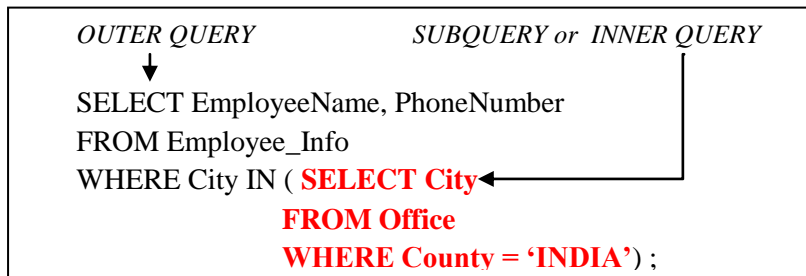 OUTER QUERY SUBQUERY or INNER QUERY
SELECT EmployeeName, PhoneNumber
FROM Employee_Info
WHERE City IN ( SELECT City
FROM Office
WHERE County = ‘INDIA’) ;